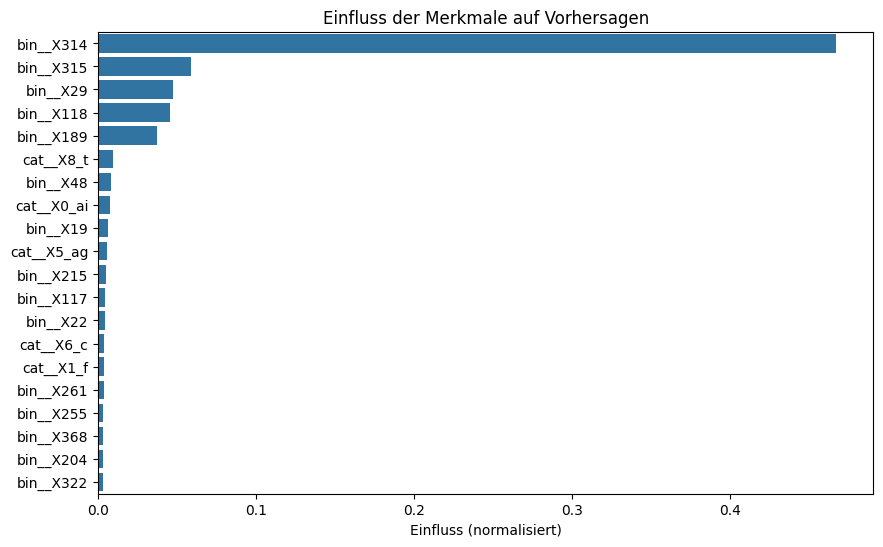 Einfluss der Merkmale auf Vorhersagen
bin__X314
bin__X315
bin__X29
bin__X118
bin__X189
cat__X8_t
bin__X48
cat__X0_ai
bin__X19
cat__X5_ag
bin__X215
bin__X117
bin__X22
cat__X6_c
cat__X1_f
bin__X261
bin__X255
bin__X368
bin__X204
bin__X322
0.0 0.1 0.2 0.3 0.4
Einfluss (normalisiert)